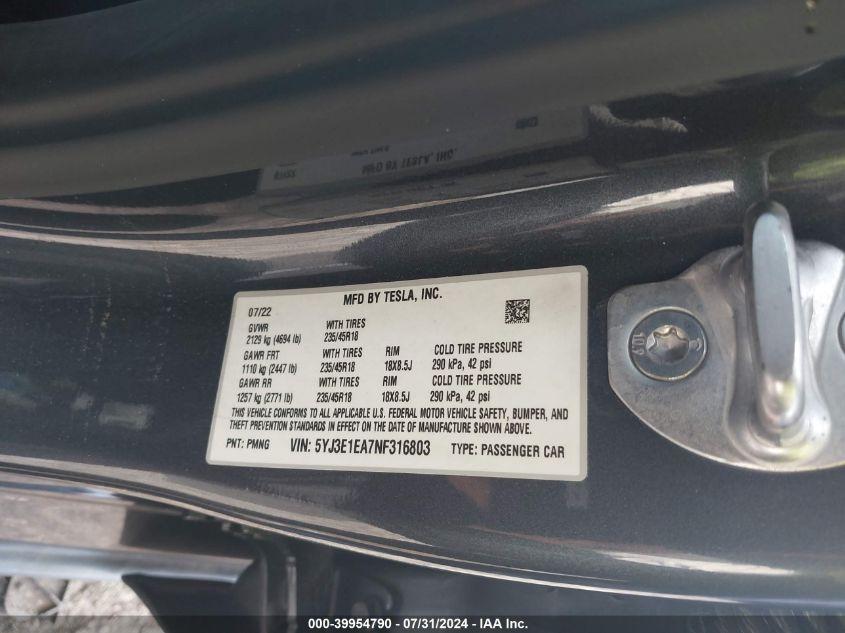 MFD BY TESLA, INC.
07/22
GVWR WITH TIRES
2129 kg (4694 lb) 235/45R18
GAWR FRT WITH TIRES RIM COLD TIRE PRESSURE
1110 kg (2447 lb) 235/45R18 18X8.5J 290 kPa, 42 psi
GAWR RR WITH TIRES RIM COLD TIRE PRESSURE
1257 kg (2771 lb) 235/45R18 18X8.5J 290 kPa, 42 psi
THIS VEHICLE CONFORMS TO ALL APPLICABLE U.S. FEDERAL MOTOR VEHICLE SAFETY, BUMPER, AND
THEFT PREVENTION STANDARDS IN EFFECT ON THE DATE OF MANUFACTURE SHOWN ABOVE.
PNT: PMNG VIN: 5YJ3E1EA7NF316803 TYPE: PASSENGER CAR
10.9
000-39954790 - 07/31/2024 - IAA Inc.